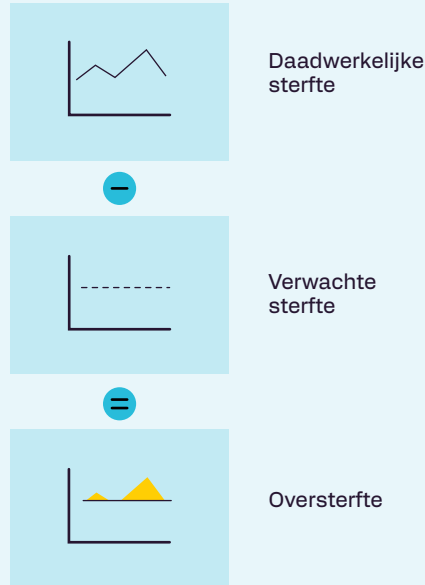 Daadwerkelijke
sterfte
−
Verwachte
sterfte
=
Oversterfte